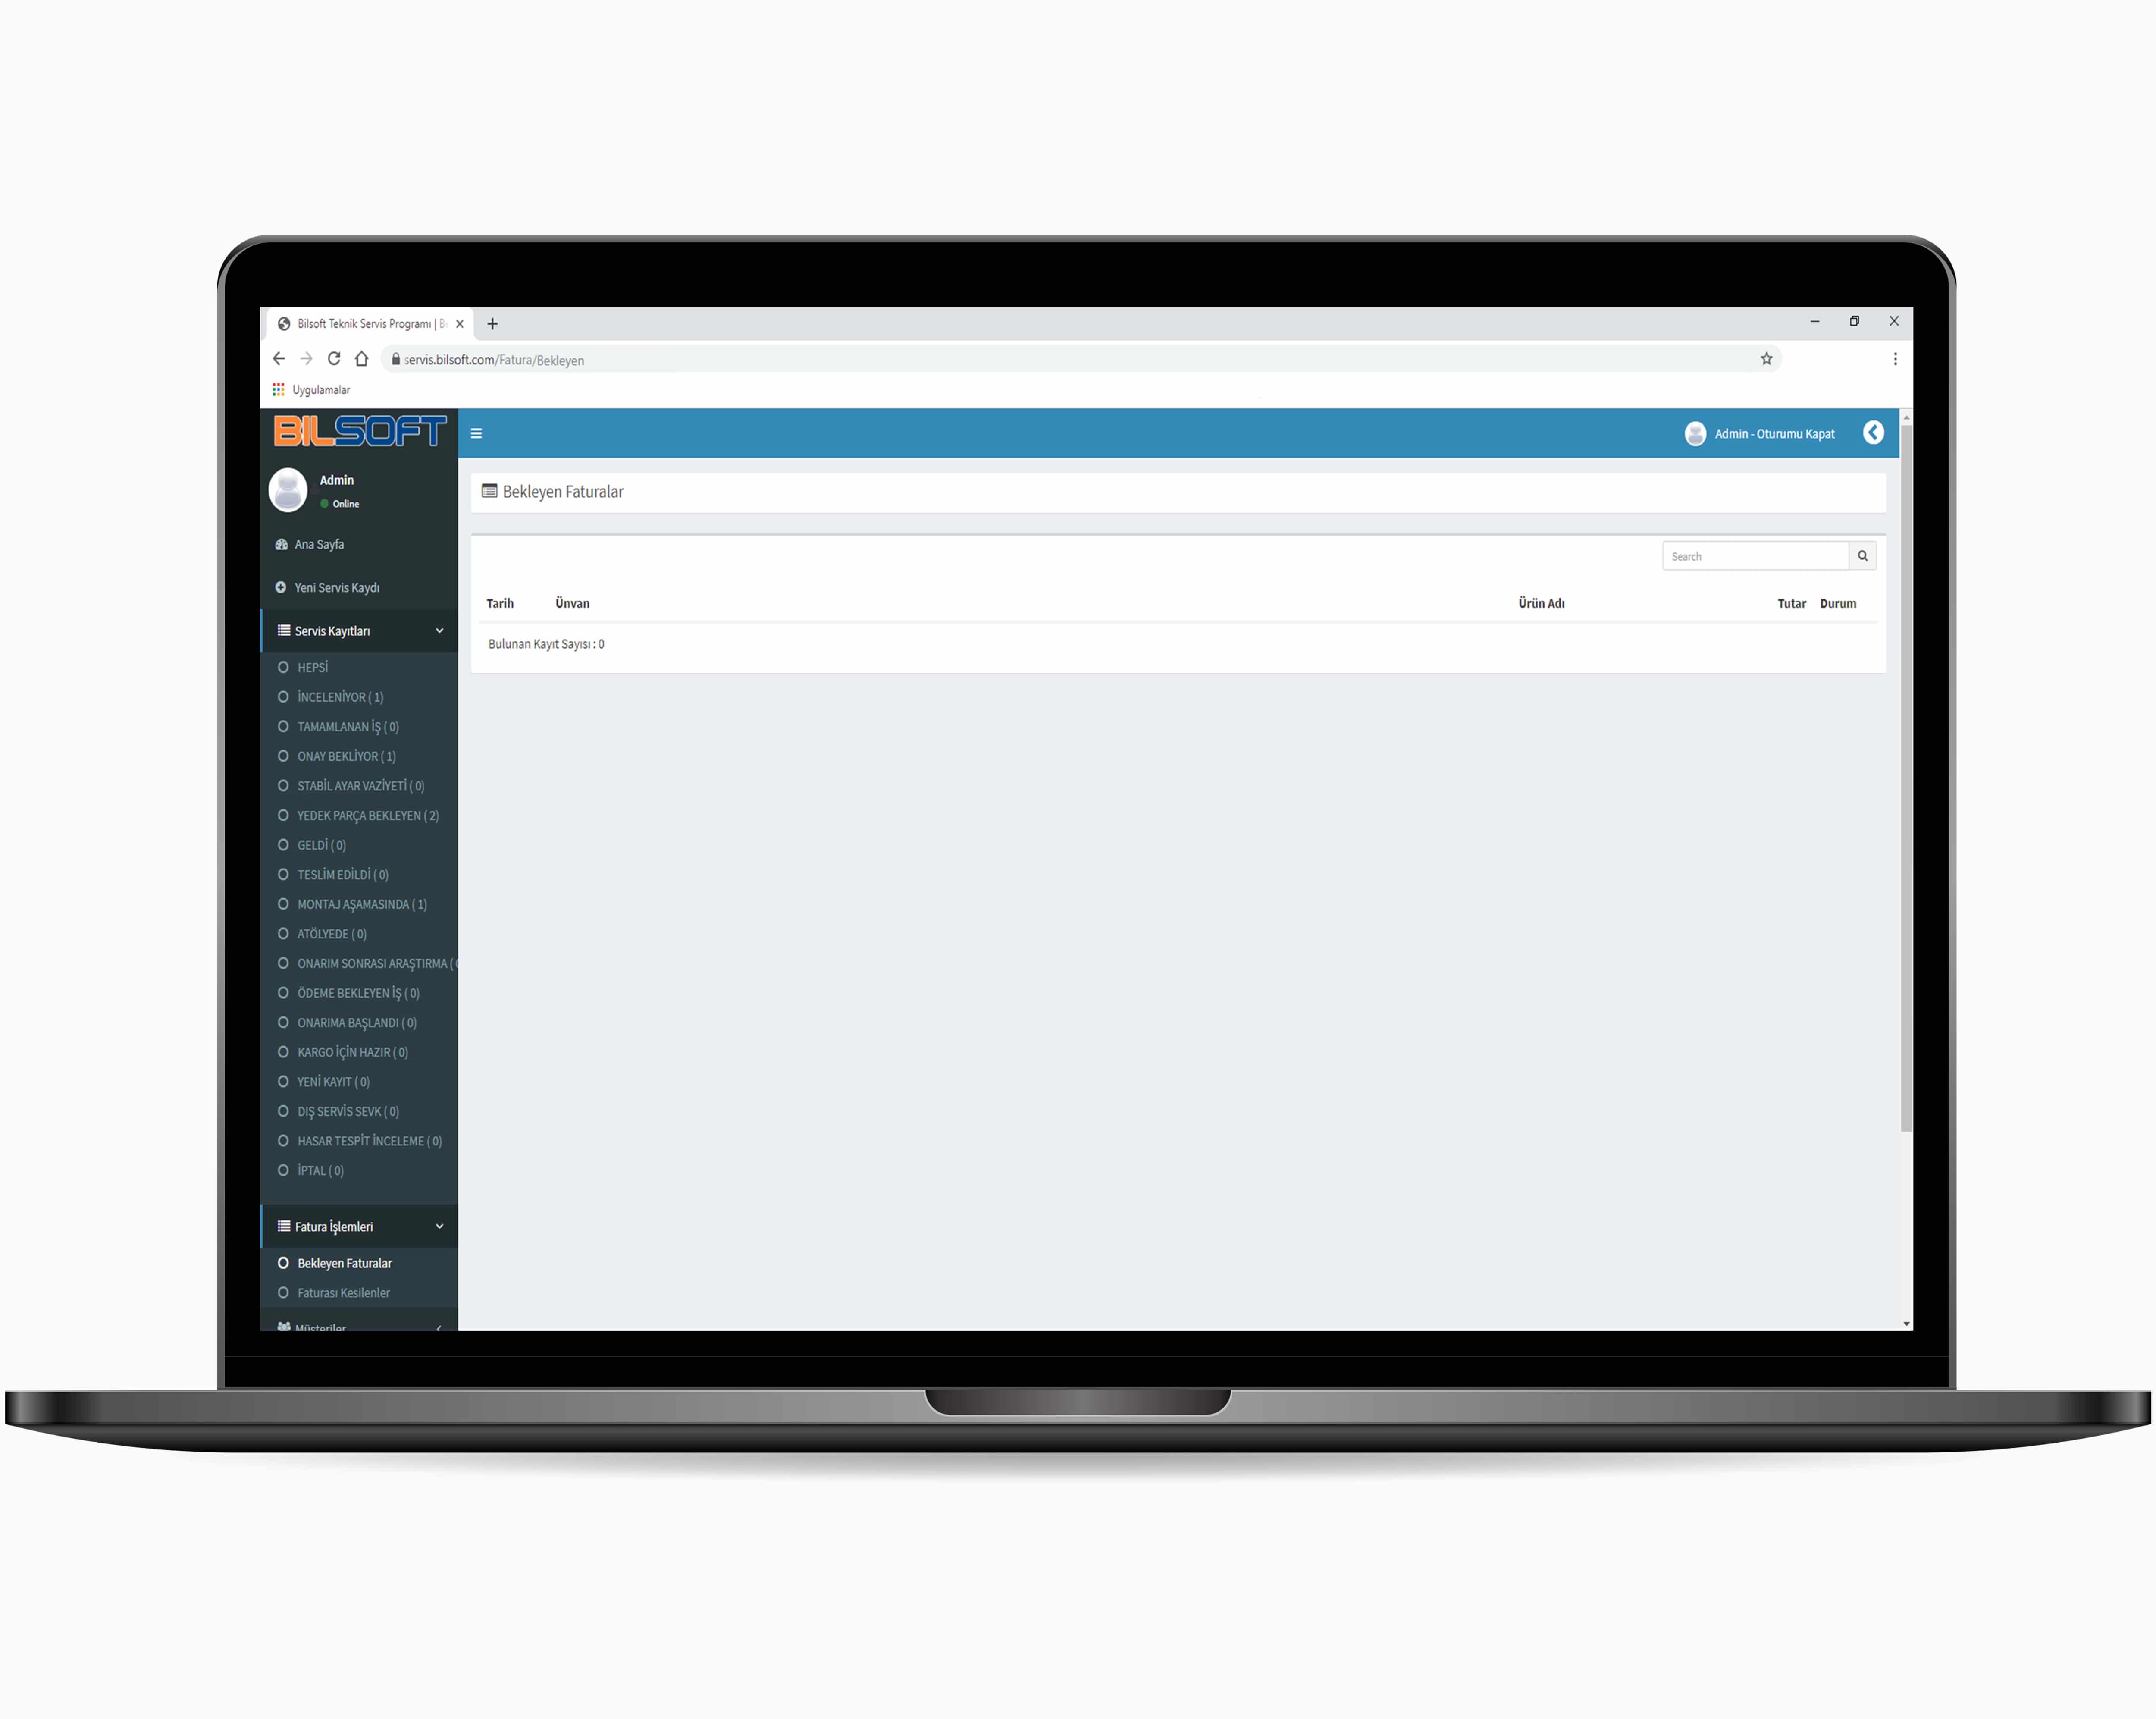 Bilsoft Teknik Servis Programı | B
servis.bilsoft.com/Fatura/Bekleyen
Uygulamalar
BILSOFT
Admin - Oturumu Kapat
Admin
Online
Ana Sayfa
Yeni Servis Kaydı
Servis Kayıtları
HEPSİ
İNCELENİYOR ( 1)
TAMAMLANAN İŞ ( 0)
ONAY BEKLİYOR ( 1)
STABİL AYAR VAZİYETİ ( 0)
YEDEK PARÇA BEKLEYEN ( 2)
GELDİ ( 0)
TESLİM EDİLDİ ( 0)
MONTAJ AŞAMASINDA ( 1)
ATÖLYEDE ( 0)
ONARIM SONRASI ARAŞTIRMA (
ÖDEME BEKLEYEN İŞ ( 0)
ONARIMA BAŞLANDI ( 0)
KARGO İÇİN HAZIR ( 0)
YENİ KAYIT ( 0)
DIŞ SERVİS SEVK ( 0)
HASAR TESPİT İNCELEME ( 0)
İPTAL ( 0)
Fatura İşlemleri
Bekleyen Faturalar
Faturası Kesilenler
Müşteriler
Bekleyen Faturalar
Search
Tarih Ünvan Ürün Adı Tutar Durum
Bulunan Kayıt Sayısı : 0